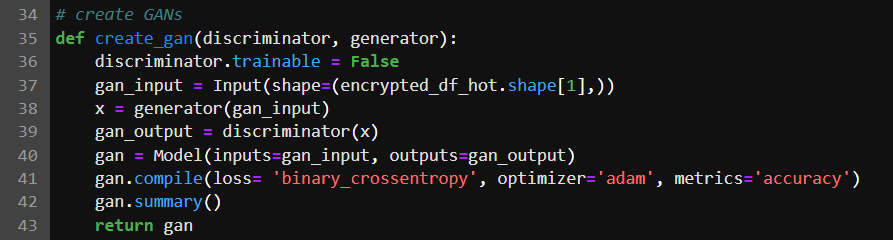 34 # create GANs
35 def create_gan(discriminator, generator):
36     discriminator.trainable = False
37     gan_input = Input(shape=(encrypted_df_hot.shape[1],))
38     x = generator(gan_input)
39     gan_output = discriminator(x)
40     gan = Model(inputs=gan_input, outputs=gan_output)
41     gan.compile(loss= 'binary_crossentropy', optimizer='adam', metrics='accuracy')
42     gan.summary()
43     return gan